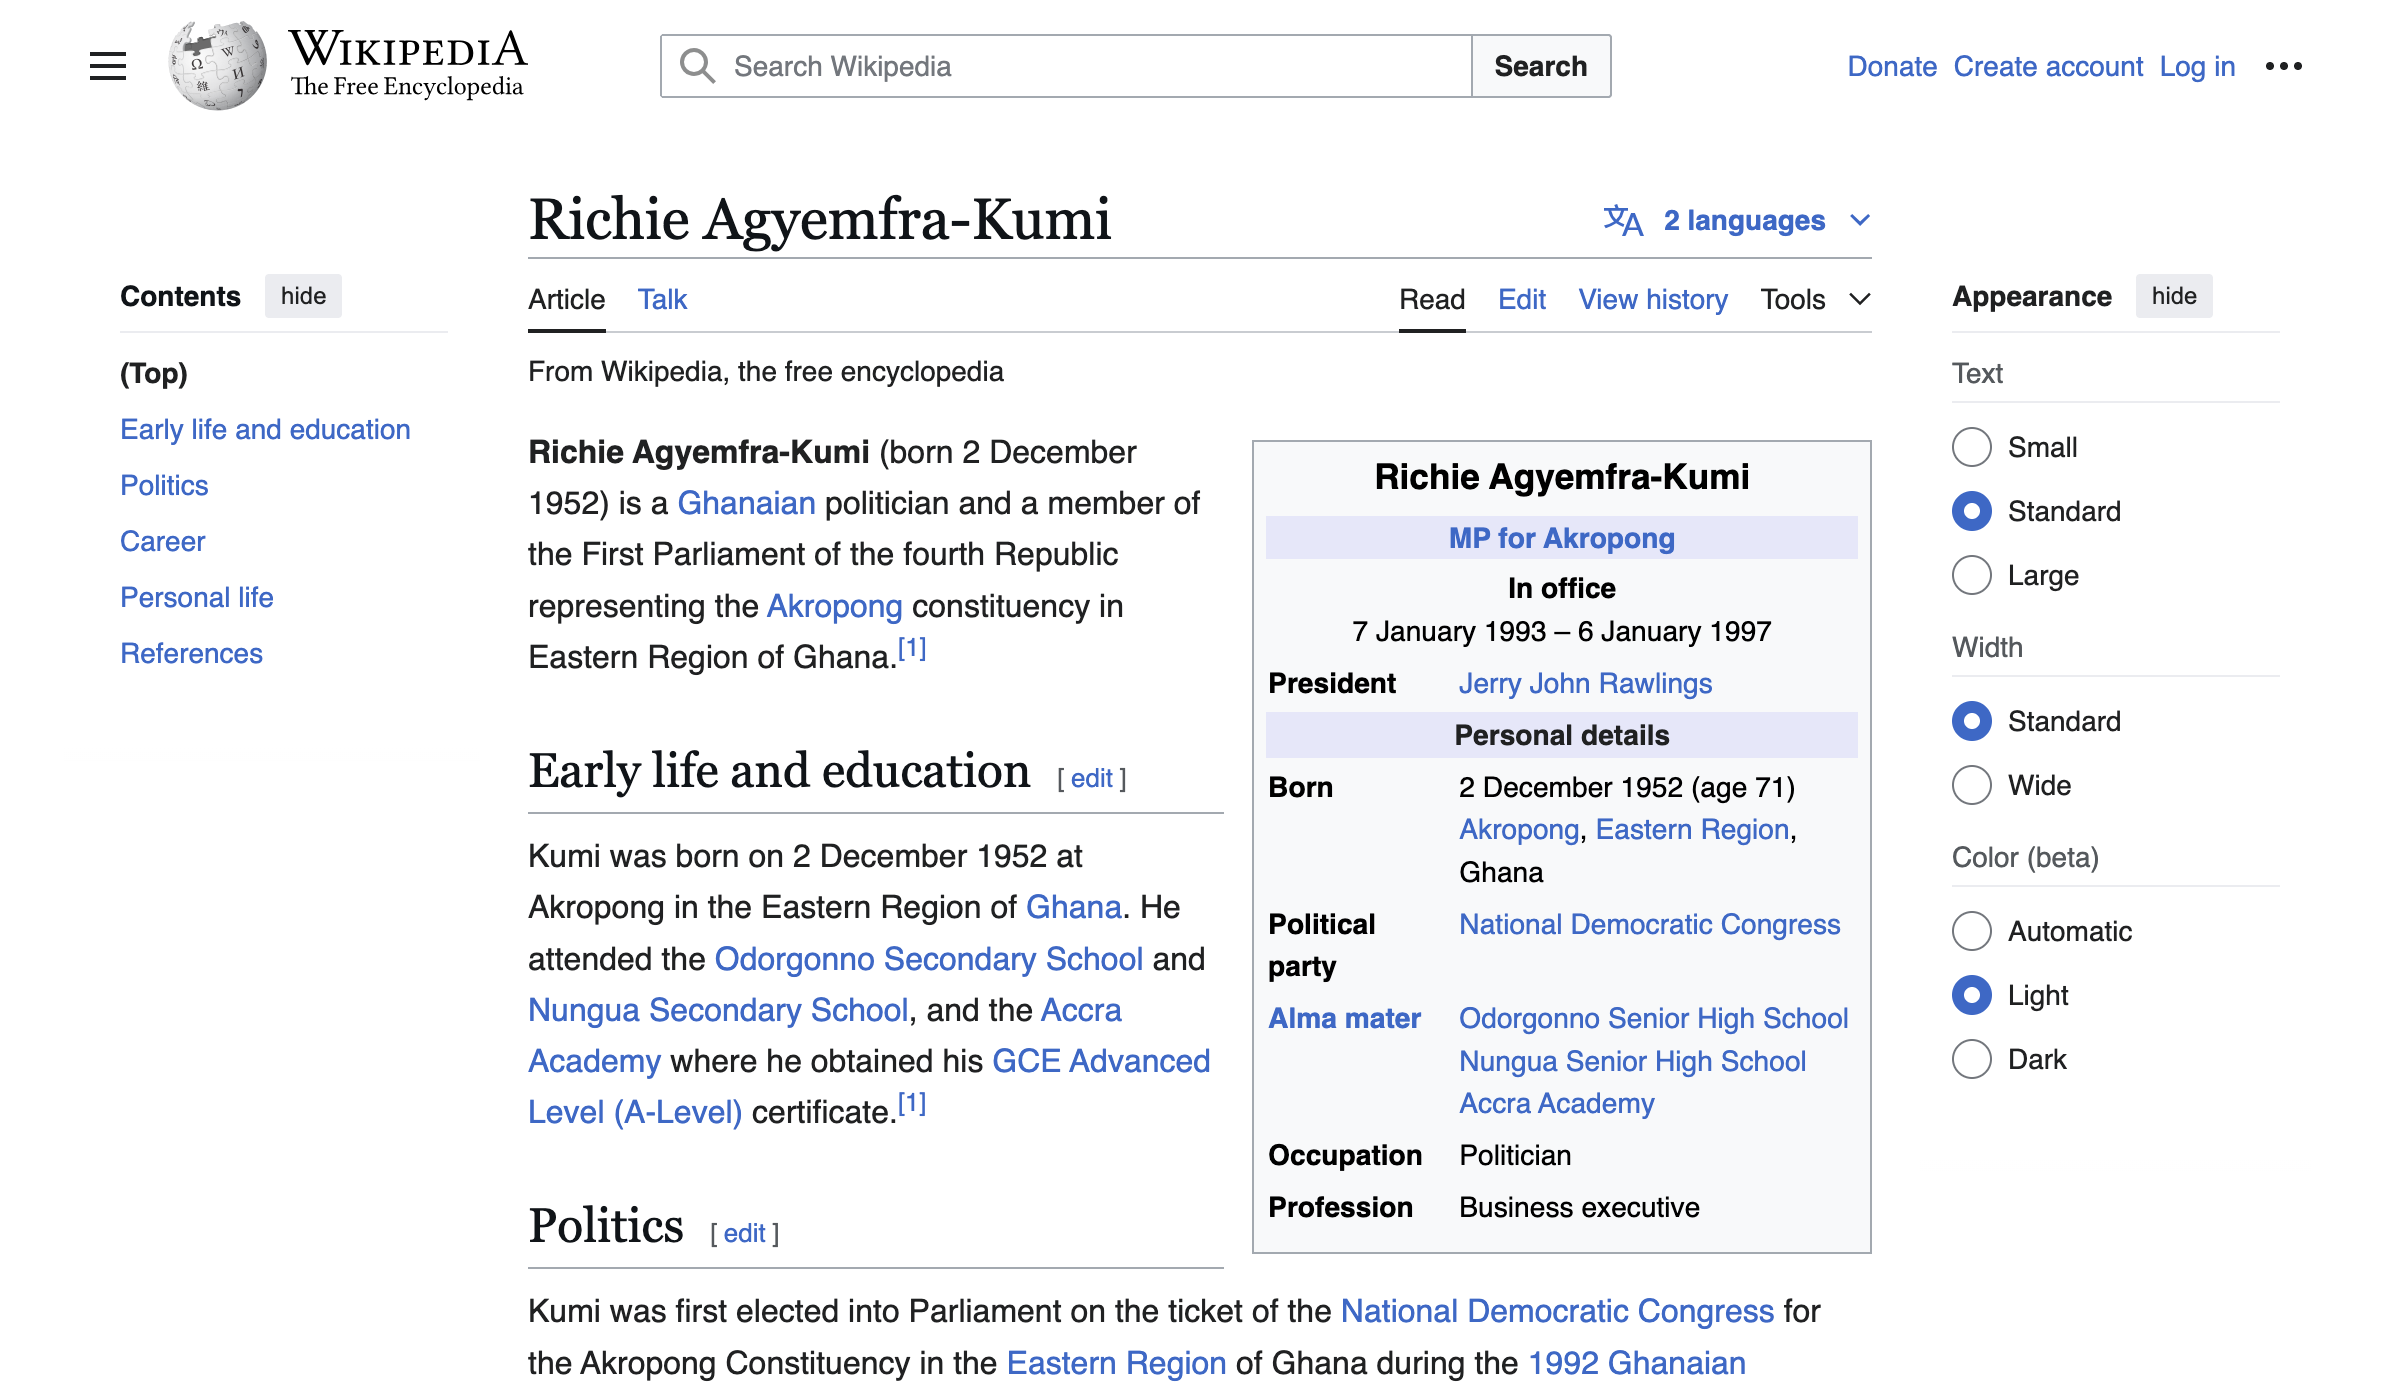 WIKIPEDIA
The Free Encyclopedia
Search Wikipedia
Search
Donate Create account Log in
Richie Agyemfra-Kumi
2 languages
Contents hide
(Top)
Early life and education
Politics
Career
Personal life
References
Article Talk
Read Edit View history Tools
From Wikipedia, the free encyclopedia
Richie Agyemfra-Kumi (born 2 December
1952) is a Ghanaian politician and a member of
the First Parliament of the fourth Republic
representing the Akropong constituency in
Eastern Region of Ghana.[1]
Early life and education [ edit ]
Kumi was born on 2 December 1952 at
Akropong in the Eastern Region of Ghana. He
attended the Odorgonno Secondary School and
Nungua Secondary School, and the Accra
Academy where he obtained his GCE Advanced
Level (A-Level) certificate.[1]
Politics [ edit ]
Kumi was first elected into Parliament on the ticket of the National Democratic Congress for
the Akropong Constituency in the Eastern Region of Ghana during the 1992 Ghanaian
Richie Agyemfra-Kumi
MP for Akropong
In office
7 January 1993 – 6 January 1997
President Jerry John Rawlings
Personal details
Born 2 December 1952 (age 71)
Akropong, Eastern Region,
Ghana
Political National Democratic Congress
party
Alma mater Odorgonno Senior High School
Nungua Senior High School
Accra Academy
Occupation Politician
Profession Business executive
Appearance hide
Text
Small
Standard
Large
Width
Standard
Wide
Color (beta)
Automatic
Light
Dark